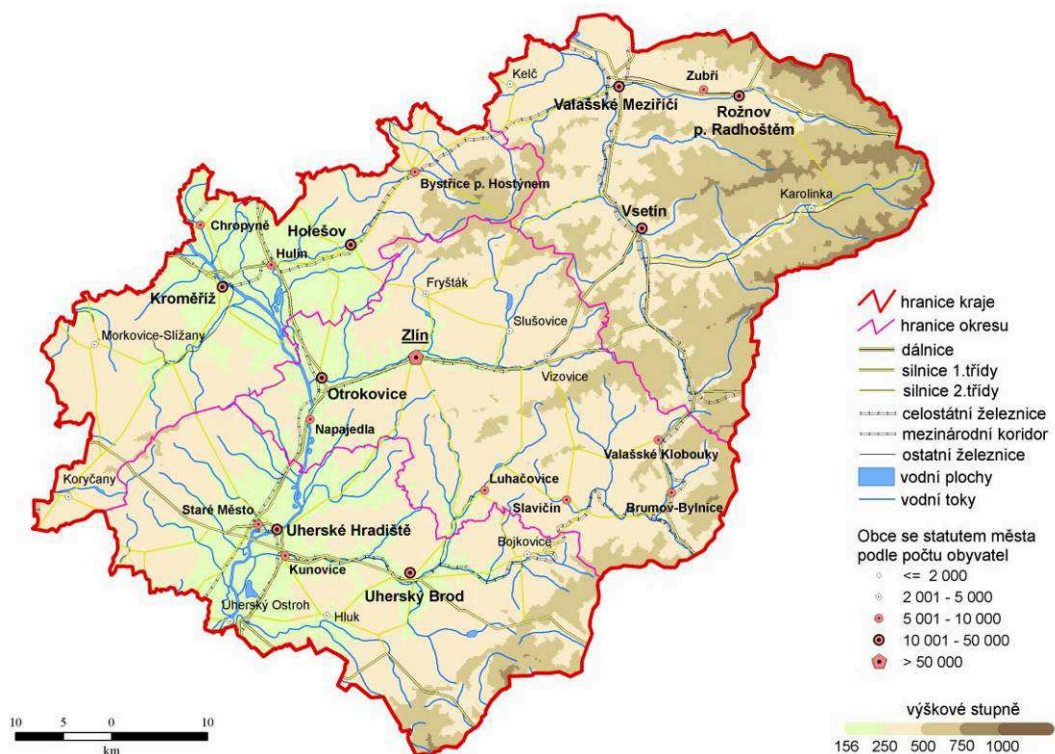 Kelč
Zubří
Valašské Meziříčí
Rožnov
p. Radhoštěm
Bystřice p. Hostýnem
Karolinka
Chropyně
Holešov
Vsetín
Hulín
Kroměříž
Fryšták
Morkovice-Slížany
Zlín
Slušovice
Vizovice
Otrokovice
Napajedla
Valašské Klobouky
Koryčany
Luhačovice
Staré Město
Slavičín
Brumov-Bylnice
Uherské Hradiště
Bojkovice
Kunovice
Uherský Brod
Uherský Ostroh
Hluk
hranice kraje
hranice okresu
dálnice
silnice 1.třídy
silnice 2.třídy
celostátní železnice
mezinárodní koridor
ostatní železnice
vodní plochy
vodní toky
Obce se statutem města
podle počtu obyvatel
<= 2 000
2 001 - 5 000
5 001 - 10 000
10 001 - 50 000
> 50 000
výškové stupně
156 250 500 750 1000
10 5 0 10
km